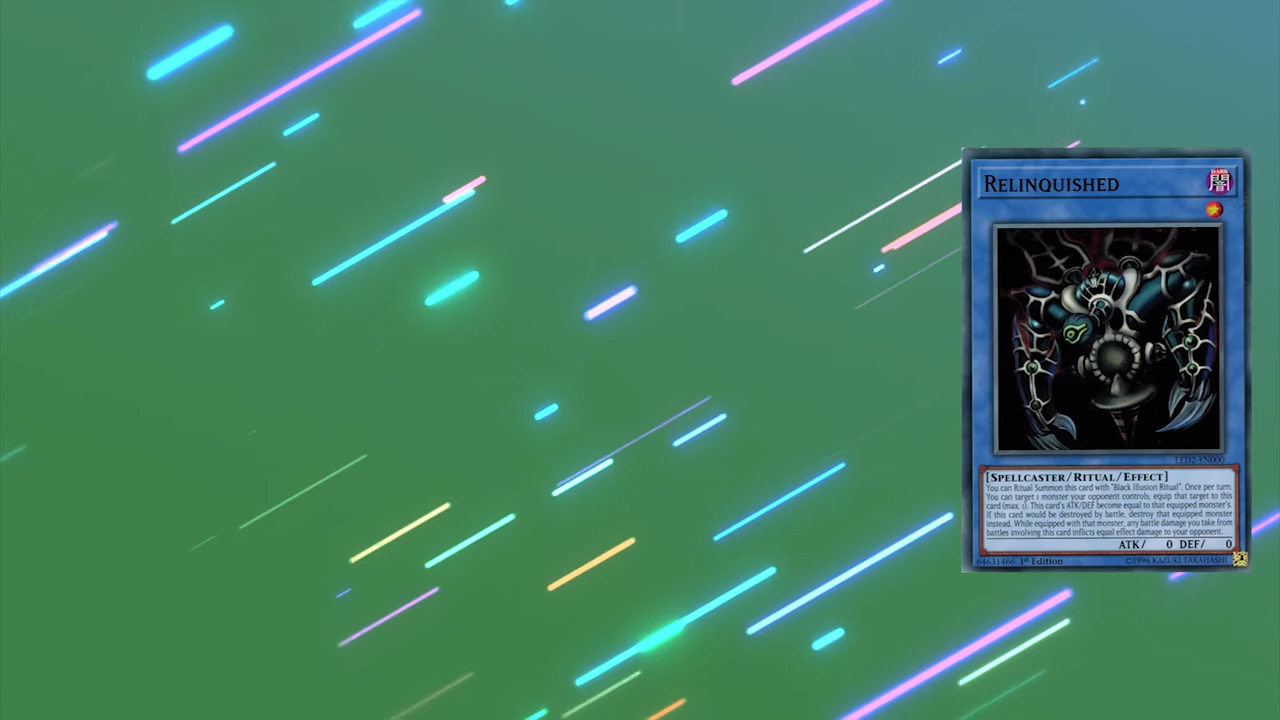 RELINQUISHED
DARK
闇
LED2-EN000
[SPELLCASTER/RITUAL/EFFECT]
You can Ritual Summon this card with "Black Illusion Ritual". Once per turn:
You can target 1 monster your opponent controls; equip that target to this
card (max. 1). This card's ATK/DEF become equal to that equipped monster's.
If this card would be destroyed by battle, destroy that equipped monster
instead. While equipped with that monster, any battle damage you take from
battles involving this card inflicts equal effect damage to your opponent.
ATK/ 0 DEF/ 0
64631466 1st Edition ©1996 KAZUKI TAKAHASHI